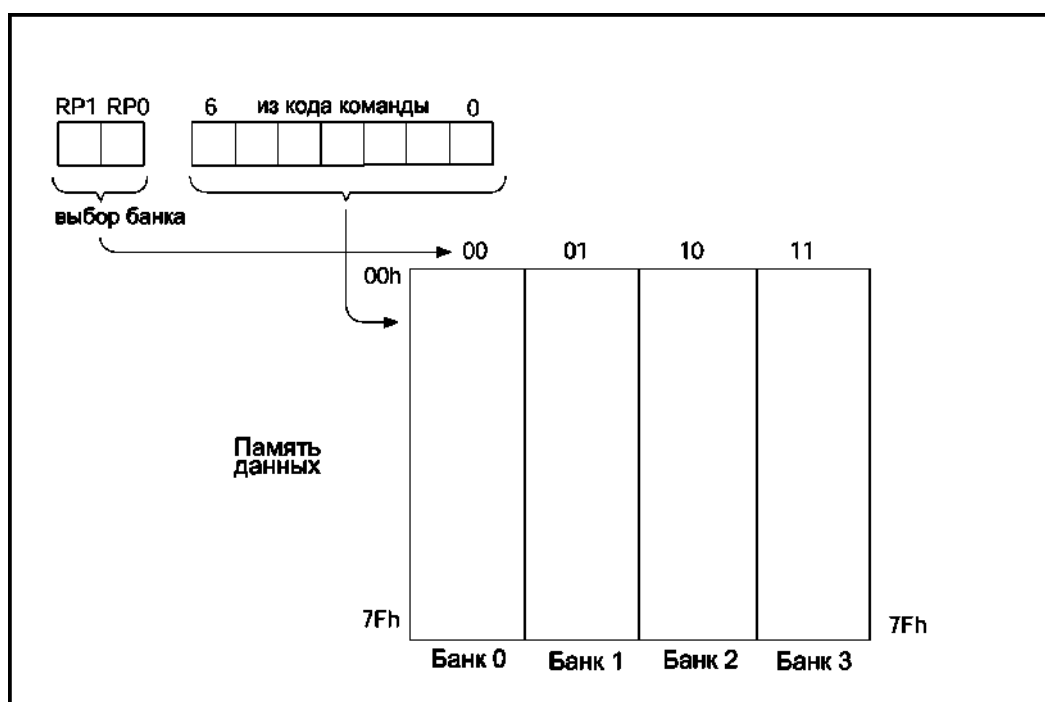 RP1 RP0 6 из кода команды 0
выбор банка
00 01 10 11
00h
Память
данных
7Fh 7Fh
Банк 0 Банк 1 Банк 2 Банк 3